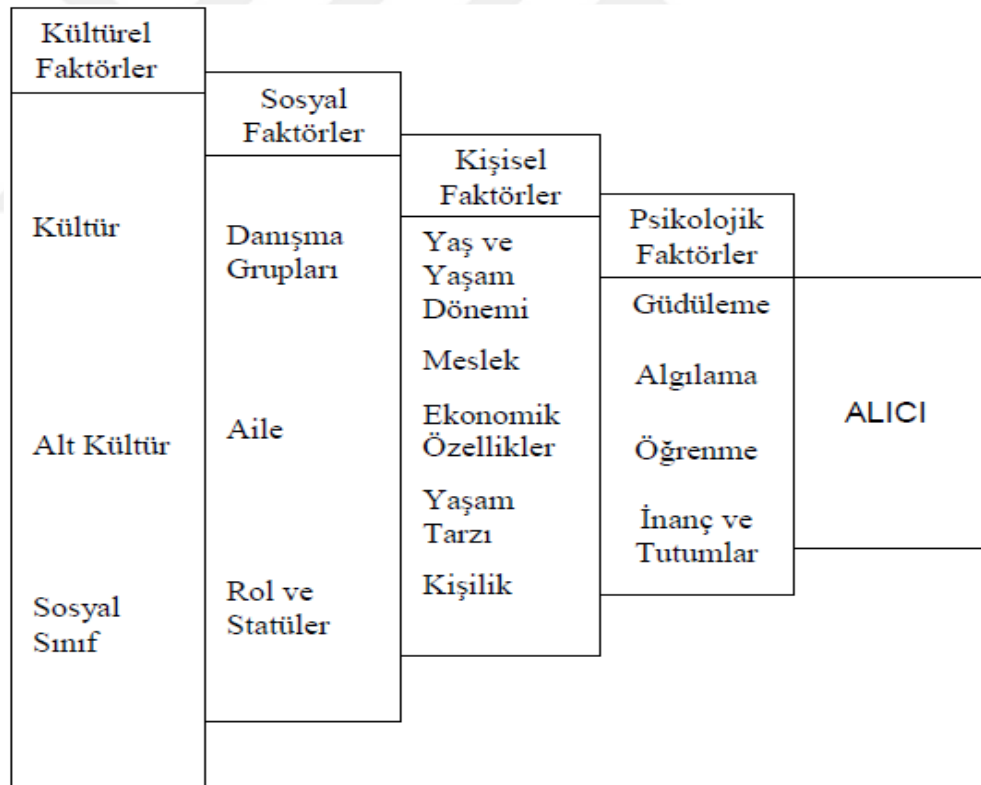 Kültürel
Faktörler
Kültür
Alt Kültür
Sosyal
Sınıf
Sosyal
Faktörler
Danışma
Grupları
Aile
Rol ve
Statüler
Kişisel
Faktörler
Yaş ve
Yaşam
Dönemi
Meslek
Ekonomik
Özellikler
Yaşam
Tarzı
Kişilik
Psikolojik
Faktörler
Güdüleme
Algılama
Öğrenme
İnanç ve
Tutumlar
ALICI